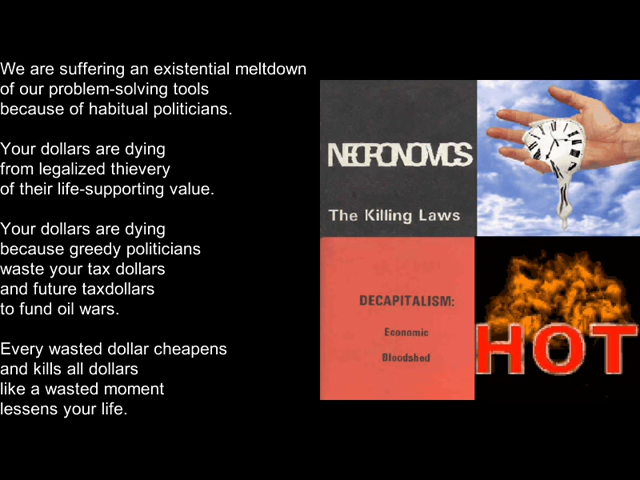 We are suffering an existential meltdown
of our problem-solving tools
because of habitual politicians.
Your dollars are dying
from legalized thievery
of their life-supporting value.
Your dollars are dying
because greedy politicians
waste your tax dollars
and future taxdollars
to fund oil wars.
Every wasted dollar cheapens
and kills all dollars
like a wasted moment
lessens your life.
NECRONOMICS
The Killing Laws
DECAPITALISM:
Economic
Bloodshed
HOT